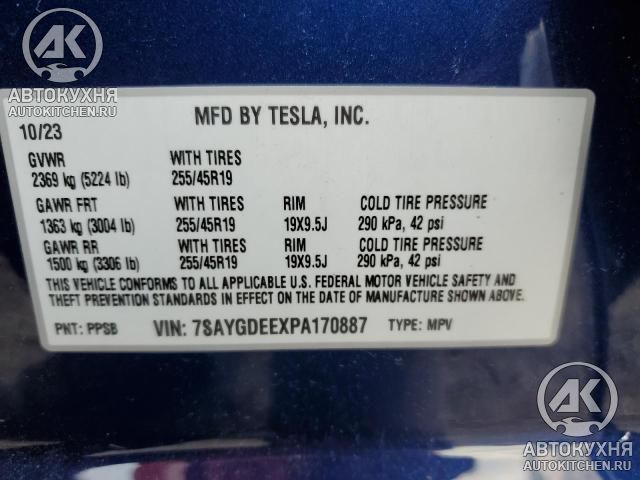 AK
АВТОКУХНЯ
AUTOKITCHEN.RU
10/23 MFD BY TESLA, INC.
GVWR WITH TIRES
2369 kg (5224 lb) 255/45R19
GAWR FRT WITH TIRES RIM COLD TIRE PRESSURE
1363 kg (3004 lb) 255/45R19 19X9.5J 290 kPa, 42 psi
GAWR RR WITH TIRES RIM COLD TIRE PRESSURE
1500 kg (3306 lb) 255/45R19 19X9.5J 290 kPa, 42 psi
THIS VEHICLE CONFORMS TO ALL APPLICABLE U.S. FEDERAL MOTOR VEHICLE SAFETY AND
THEFT PREVENTION STANDARDS IN EFFECT ON THE DATE OF MANUFACTURE SHOWN ABOVE.
PNT: PPSB VIN: 7SAYGDEEXPA170887 TYPE: MPV
AK
АВТОКУХНЯ
AUTOKITCHEN.RU